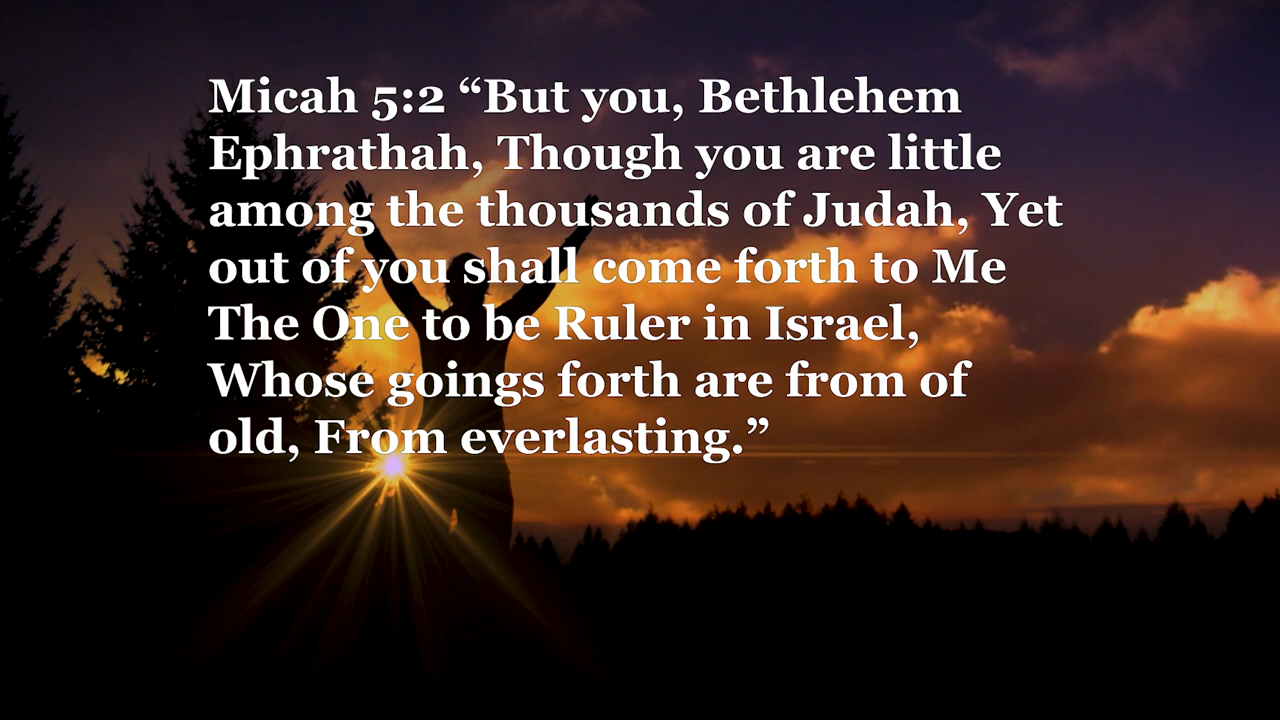 Micah 5:2 “But you, Bethlehem
Ephrathah, Though you are little
among the thousands of Judah, Yet
out of you shall come forth to Me
The One to be Ruler in Israel,
Whose goings forth are from of
old, From everlasting.”